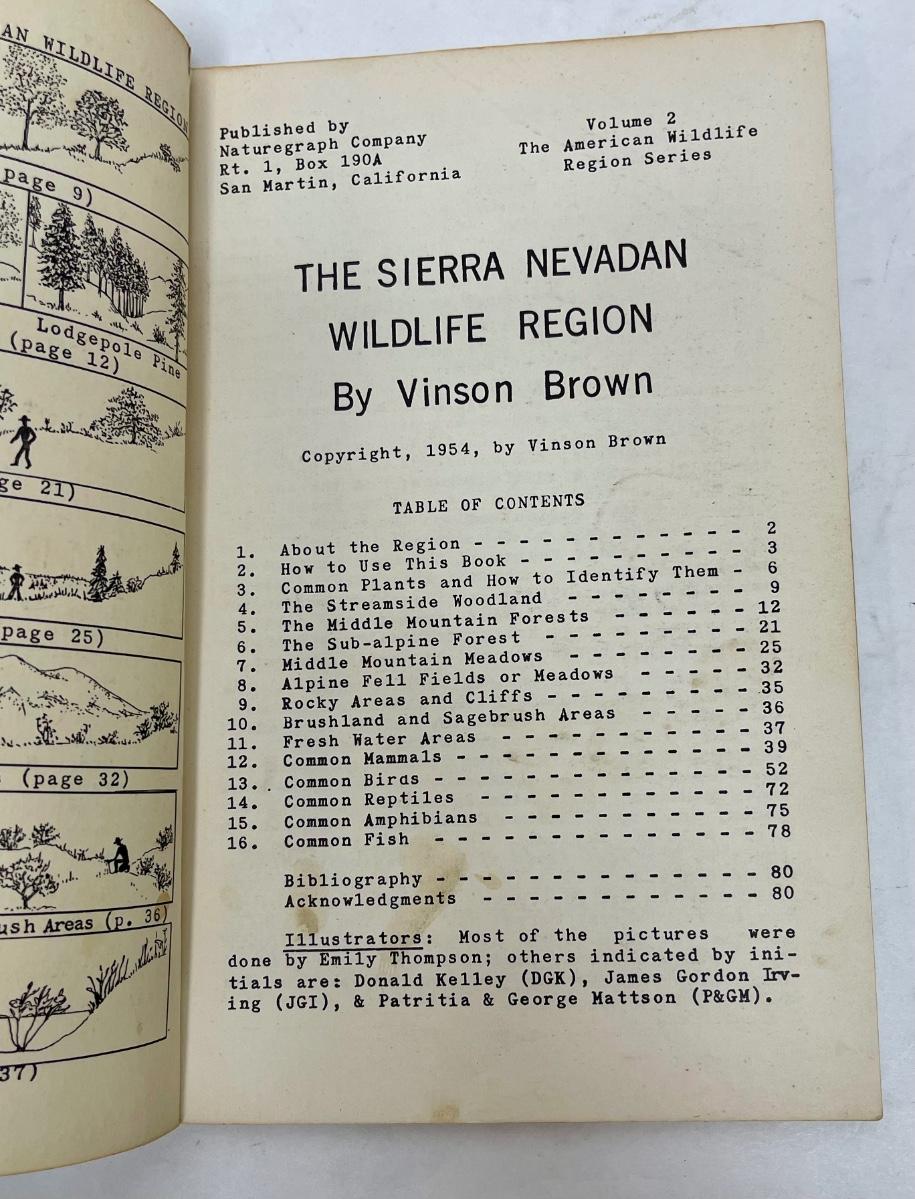 AN WILDLIFE REGION
page 9)
Lodgepole Pine
(page 12)
21)
page 25)
(page 32)
Areas (p. 36)
37)
Published by
Naturegraph Company
Rt. 1, Box 190A
San Martin, California
Volume 2
The American Wildlife
Region Series
THE SIERRA NEVADAN
WILDLIFE REGION
By Vinson Brown
Copyright, 1954, by Vinson Brown
TABLE OF CONTENTS
1. About the Region - - - - - - - - - - - - - 2
2. How to Use This Book - - - - - - - - - - 3
3. Common Plants and How to Identify Them - 6
4. The Streamside Woodland - - - - - - - - 9
5. The Middle Mountain Forests - - - - - - 12
6. The Sub-alpine Forest - - - - - - - - - 21
7. Middle Mountain Meadows - - - - - - - - 25
8. Alpine Fell Fields or Meadows - - - - - 32
9. Rocky Areas and Cliffs - - - - - - - - - 35
10. Brushland and Sagebrush Areas - - - - - 36
11. Fresh Water Areas - - - - - - - - - - - 37
12. Common Mammals - - - - - - - - - - - - - 39
13. Common Birds - - - - - - - - - - - - - - 52
14. Common Reptiles - - - - - - - - - - - - 72
15. Common Amphibians - - - - - - - - - - - 75
16. Common Fish - - - - - - - - - - - - - - 78
Bibliography - - - - - - - - - - - - - - 80
Acknowledgments - - - - - - - - - - - - 80
Illustrators: Most of the pictures were
done by Emily Thompson; others indicated by ini-
tials are: Donald Kelley (DGK), James Gordon Irv-
ing (JGI), & Patritia & George Mattson (P&GM).